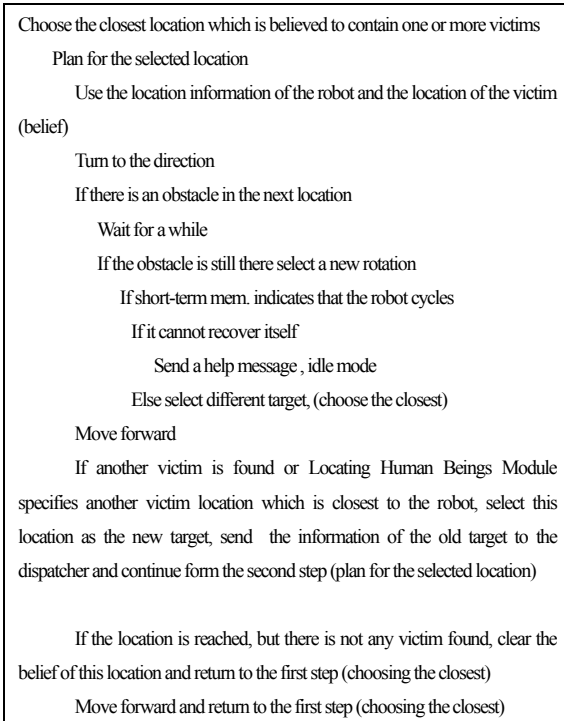 Choose the closest location which is believed to contain one or more victims
Plan for the selected location
Use the location information of the robot and the location of the victim
(belief)
Turn to the direction
If there is an obstacle in the next location
Wait for a while
If the obstacle is still there select a new rotation
If short-term mem. indicates that the robot cycles
If it cannot recover itself
Send a help message , idle mode
Else select different target, (choose the closest)
Move forward
If another victim is found or Locating Human Beings Module
specifies another victim location which is closest to the robot, select this
location as the new target, send the information of the old target to the
dispatcher and continue form the second step (plan for the selected location)
If the location is reached, but there is not any victim found, clear the
belief of this location and return to the first step (choosing the closest)
Move forward and return to the first step (choosing the closest)